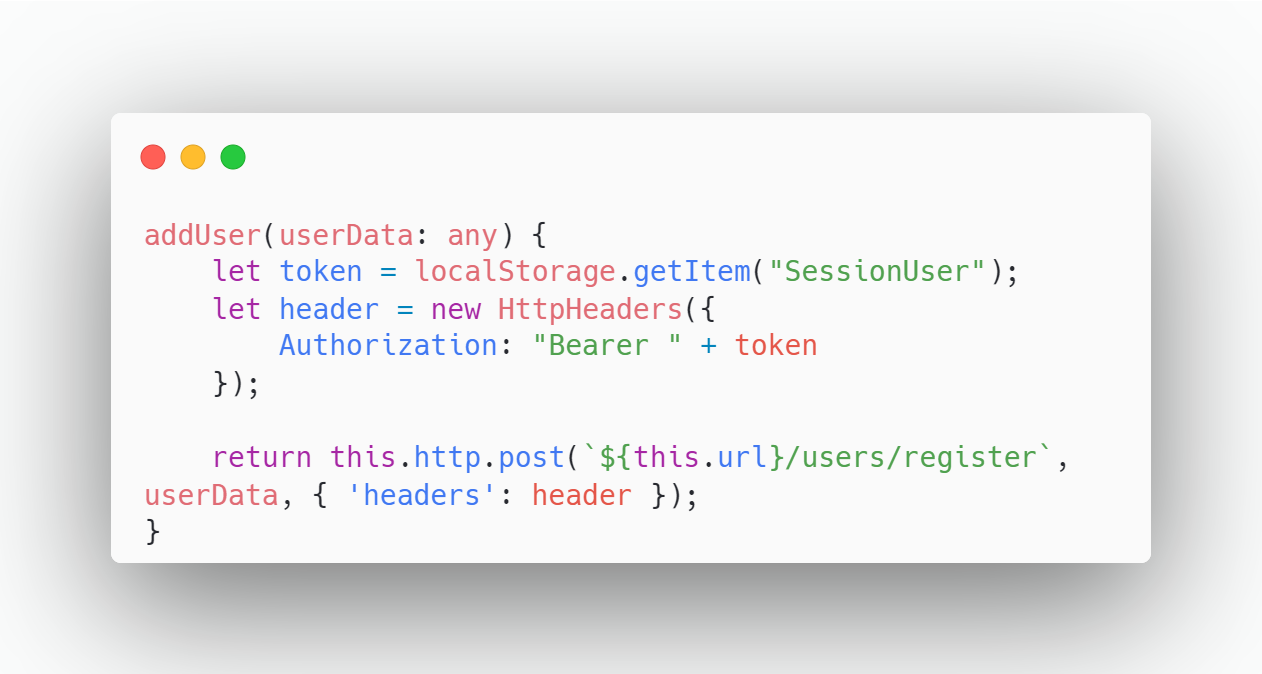 addUser(userData: any) {
    let token = localStorage.getItem("SessionUser");
    let header = new HttpHeaders({
        Authorization: "Bearer " + token
    });

    return this.http.post(`${this.url}/users/register`,
userData, { 'headers': header });
}